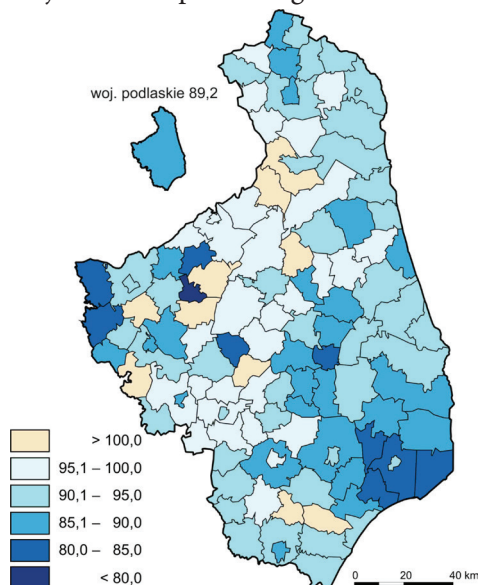 woj. podlaskie 89,2
> 100,0
95,1 – 100,0
90,1 – 95,0
85,1 – 90,0
80,0 – 85,0
< 80,0
0 20 40 km